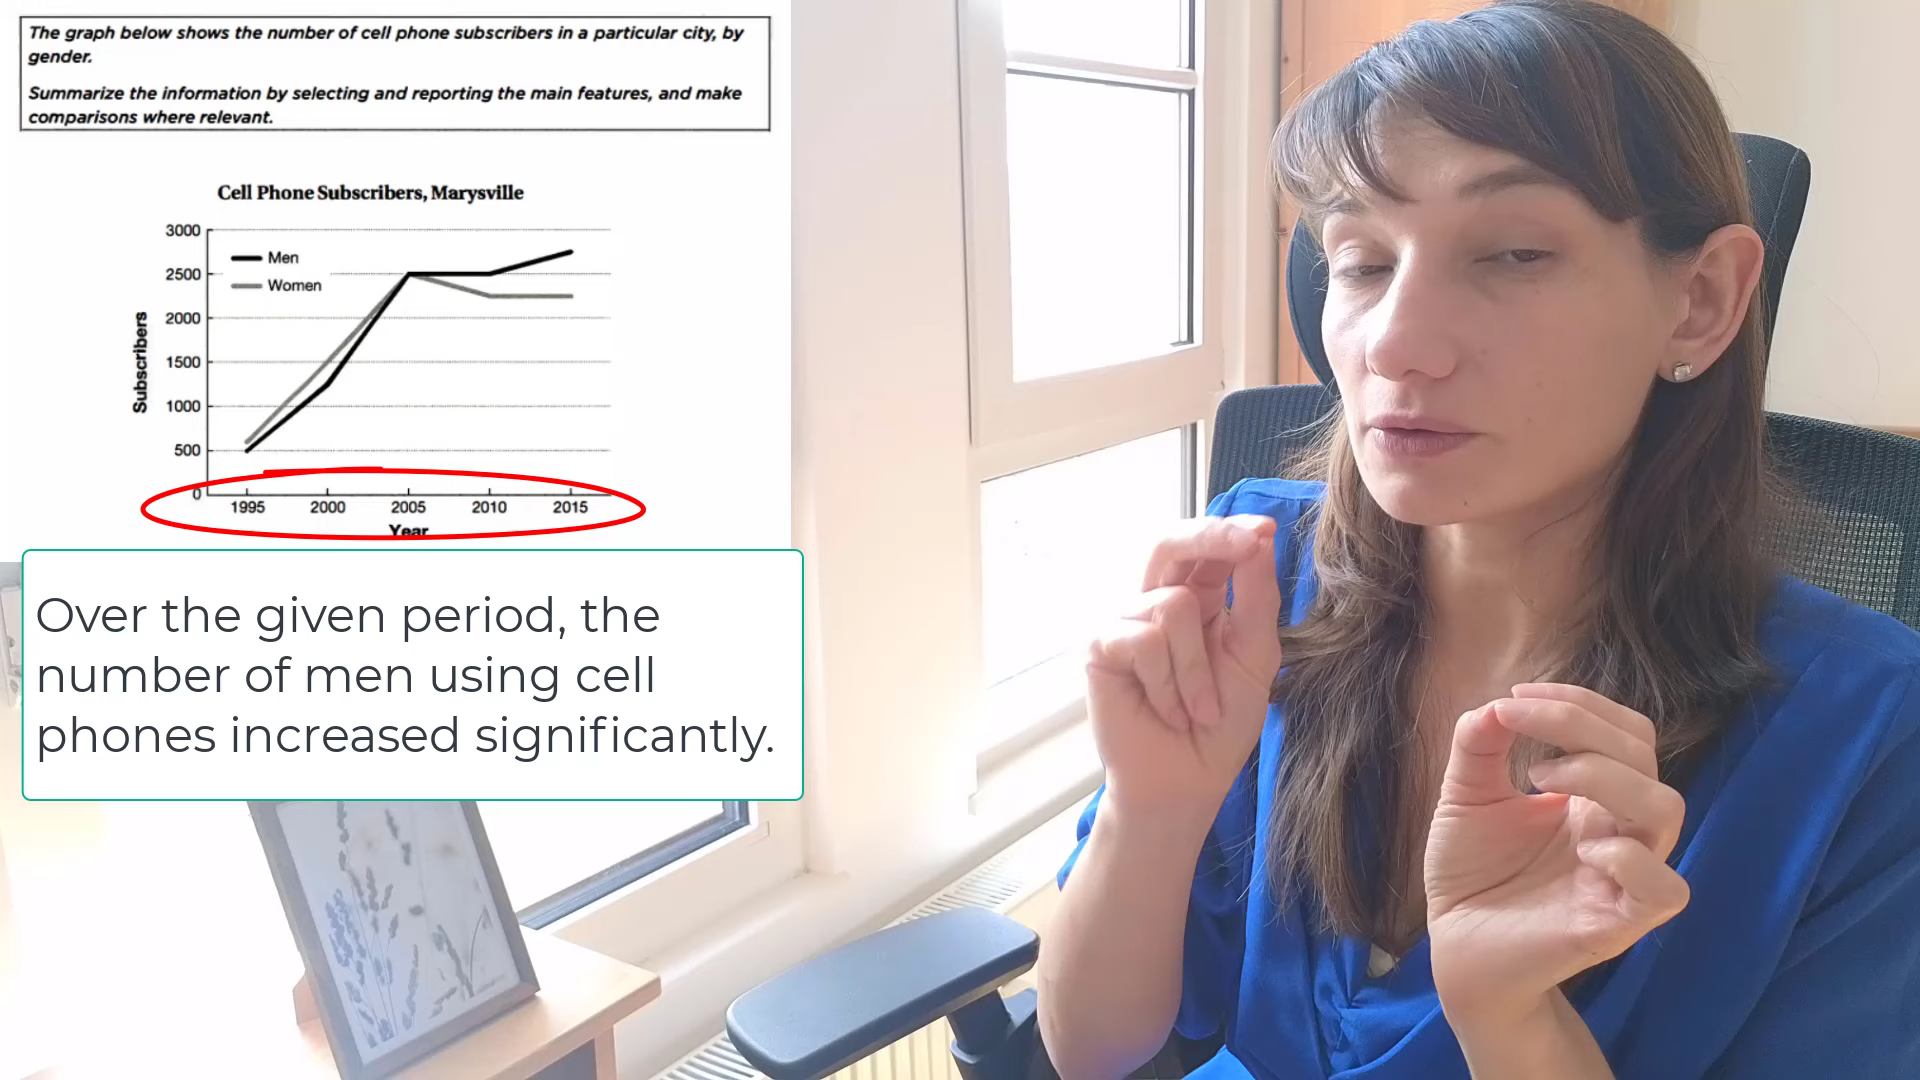 The graph below shows the number of cell phone subscribers in a particular city, by
gender.
Summarize the information by selecting and reporting the main features, and make
comparisons where relevant.
Cell Phone Subscribers, Marysville
3000
2500
2000
1500
1000
500
0
Subscribers
Men
Women
1995 2000 2005 2010 2015
Year
Over the given period, the
number of men using cell
phones increased significantly.